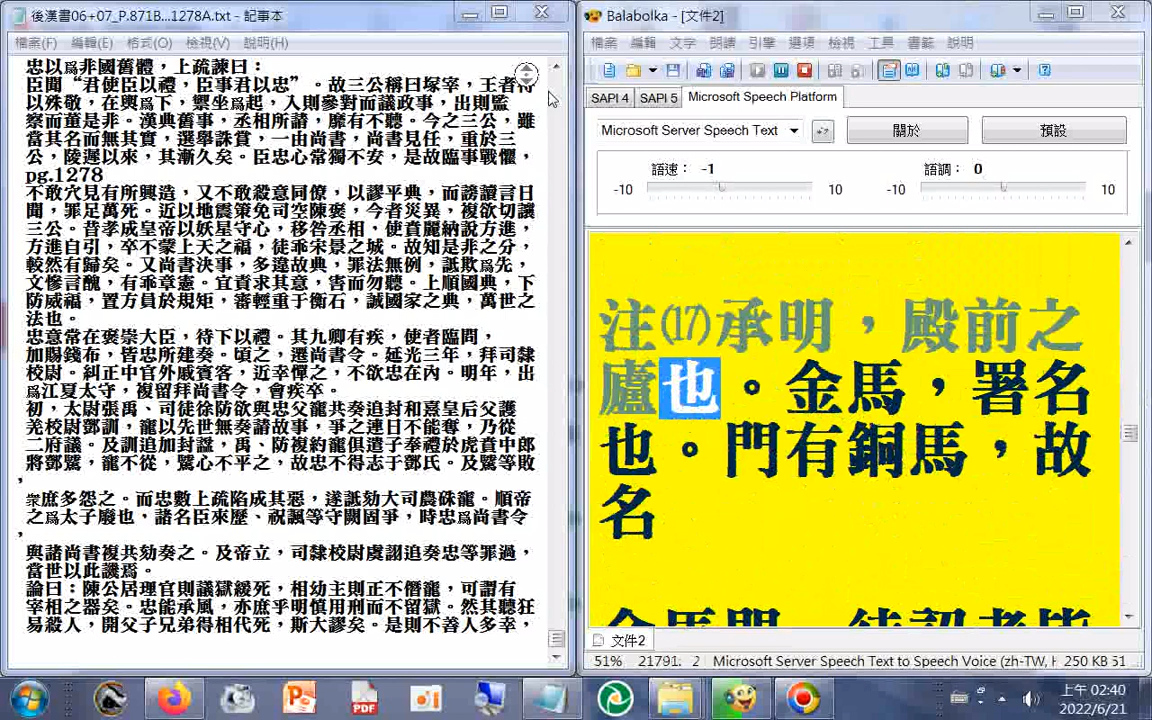 後漢書06+07_P.871B...1278A.txt - 記事本
檔案(F) 編輯(E) 格式(O) 檢視(V) 說明(H)
忠以為非國舊體，上疏諫曰：
臣聞“君使臣以禮，臣事君以忠”。故三公稱曰塚宰，王者待
以殊敬，在輿為下，禦坐為起，入則參對而議政事，出則監
察而董是非。漢典舊事，丞相所請，靡有不聽。今之三公，雖
當其名而無其實，選舉誅賞，一由尚書，尚書見任，重於三
公，陵遲以來，其漸久矣。臣忠心常獨不安，是故臨事戰懼，
pg.1278
不敢穴見有所興造，又不敢殺意同僚，以謬平典，而謗讟言日
聞，罪足萬死。近以地震策免司空陳褒，今者災異，複欲切讓
三公。昔孝成皇帝以妖星守心，移咎丞相，使賁麗納說方進，
方進自引，卒不蒙上天之福，徒乖宋景之城。故知是非之分，
較然有歸矣。又尚書決事，多違故典，罪法無例，詆欺為先，
文慘言醜，有乖章憲。宜責求其意，害而勿聽。上順國典，下
防威福，置方員於規矩，審輕重于衡石，誠國家之典，萬世之
法也。
忠意常在褒崇大臣，待下以禮。其九卿有疾，使者臨問，
加賜錢布，皆忠所建奏。頃之，遷尚書令。延光三年，拜司隸
校尉。糾正中官外戚賓客，近幸憚之，不欲忠在內。明年，出
為江夏太守，複留拜尚書令，會疾卒。
初，太尉張禹、司徒徐防欲與忠父寵共奏追封和熹皇后父護
羌校尉鄧訓，寵以先世無奏請故事，爭之連日不能奪，乃從
二府議。及訓追加封謚，禹、防複約寵俱遣子奉禮於虎賁中郎
將鄧騭，寵不從，騭心不平之，故忠不得志于鄧氏。及騭等敗
，
衆庶多怨之。而忠數上疏陷成其惡，遂詆劾大司農硃寵。順帝
之為太子廢也，諸名臣來歷、祝諷等守闕固爭，時忠為尚書令
，
與諸尚書複共劾奏之。及帝立，司隸校尉虞詡追奏忠等罪過，
當世以此譏焉。
論曰：陳公居理官則議獄緩死，相幼主則正不僭寵，可謂有
宰相之器矣。忠能承風，亦庶乎明慎用刑而不留獄。然其聽狂
易殺人，開父子兄弟得相代死，斯大謬矣。是則不善人多幸，
Balabolka - [文件2]
檔案 編輯 文字 朗讀 引擎 選項 檢視 工具 書籤 說明
SAPI 4 SAPI 5 Microsoft Speech Platform
Microsoft Server Speech Text 關於 預設
語速： -1 語調： 0
-10 10 -10 10
注⒄承明，殿前之
廬也。金馬，署名
也。門有銅馬，故
名
金馬門，待詔者皆
文件2
51% 21791. 2 Microsoft Server Speech Text to Speech Voice (zh-TW, H 250 KB 51
上午 02:40
2022/6/21